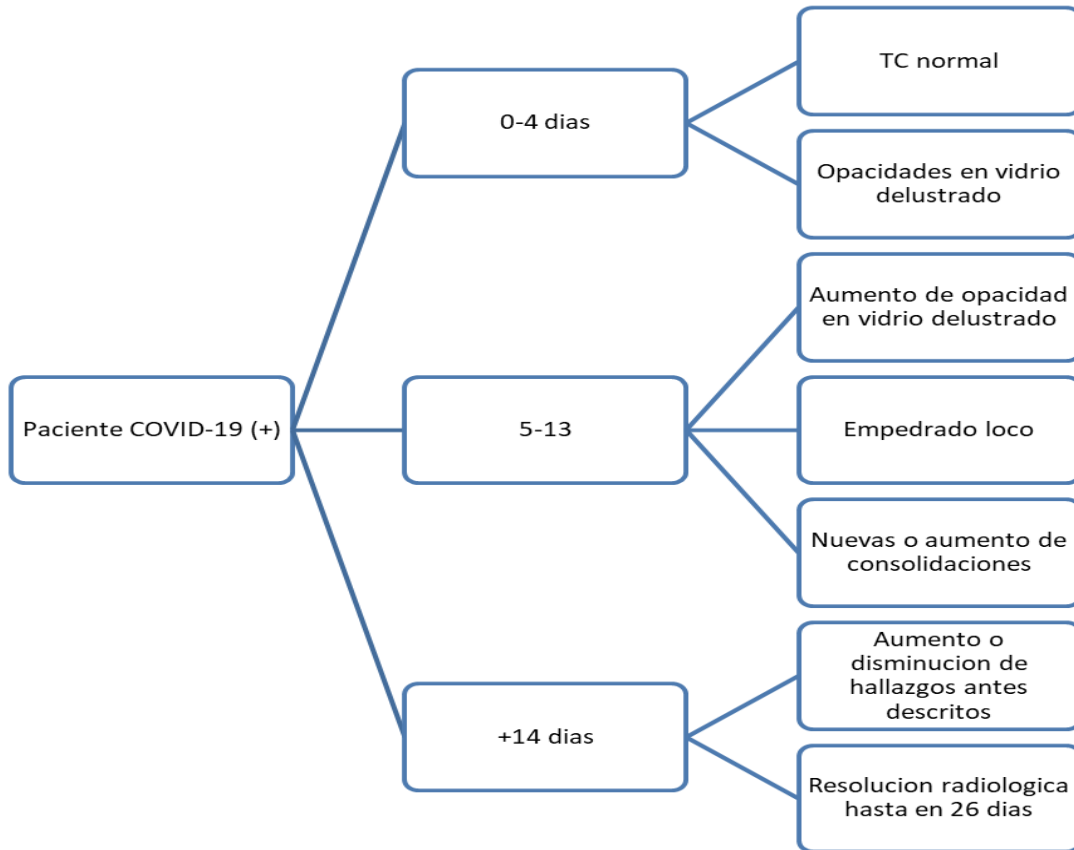 Paciente COVID-19 (+)
0-4 dias
TC normal
Opacidades en vidrio
delustrado
5-13
Aumento de opacidad
en vidrio delustrado
Empedrado loco
Nuevas o aumento de
consolidaciones
+14 dias
Aumento o
disminucion de
hallazgos antes
descritos
Resolucion radiologica
hasta en 26 dias